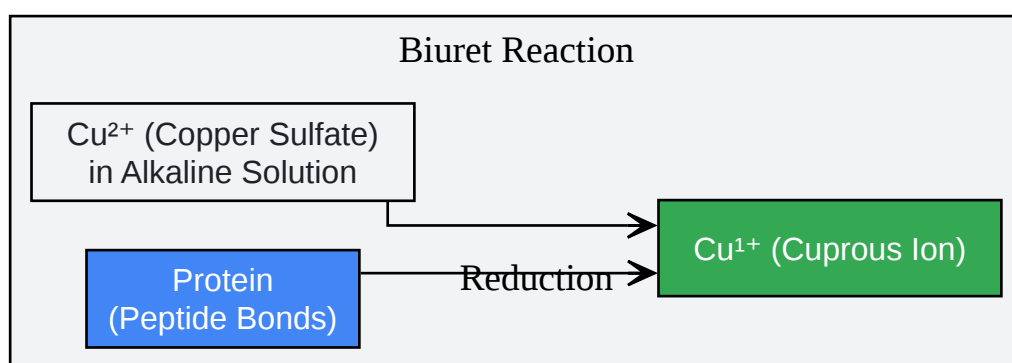 Biuret Reaction
Cu²⁺ (Copper Sulfate)
in Alkaline Solution
Cu¹⁺ (Cuprous Ion)
Protein
(Peptide Bonds)
Reduction